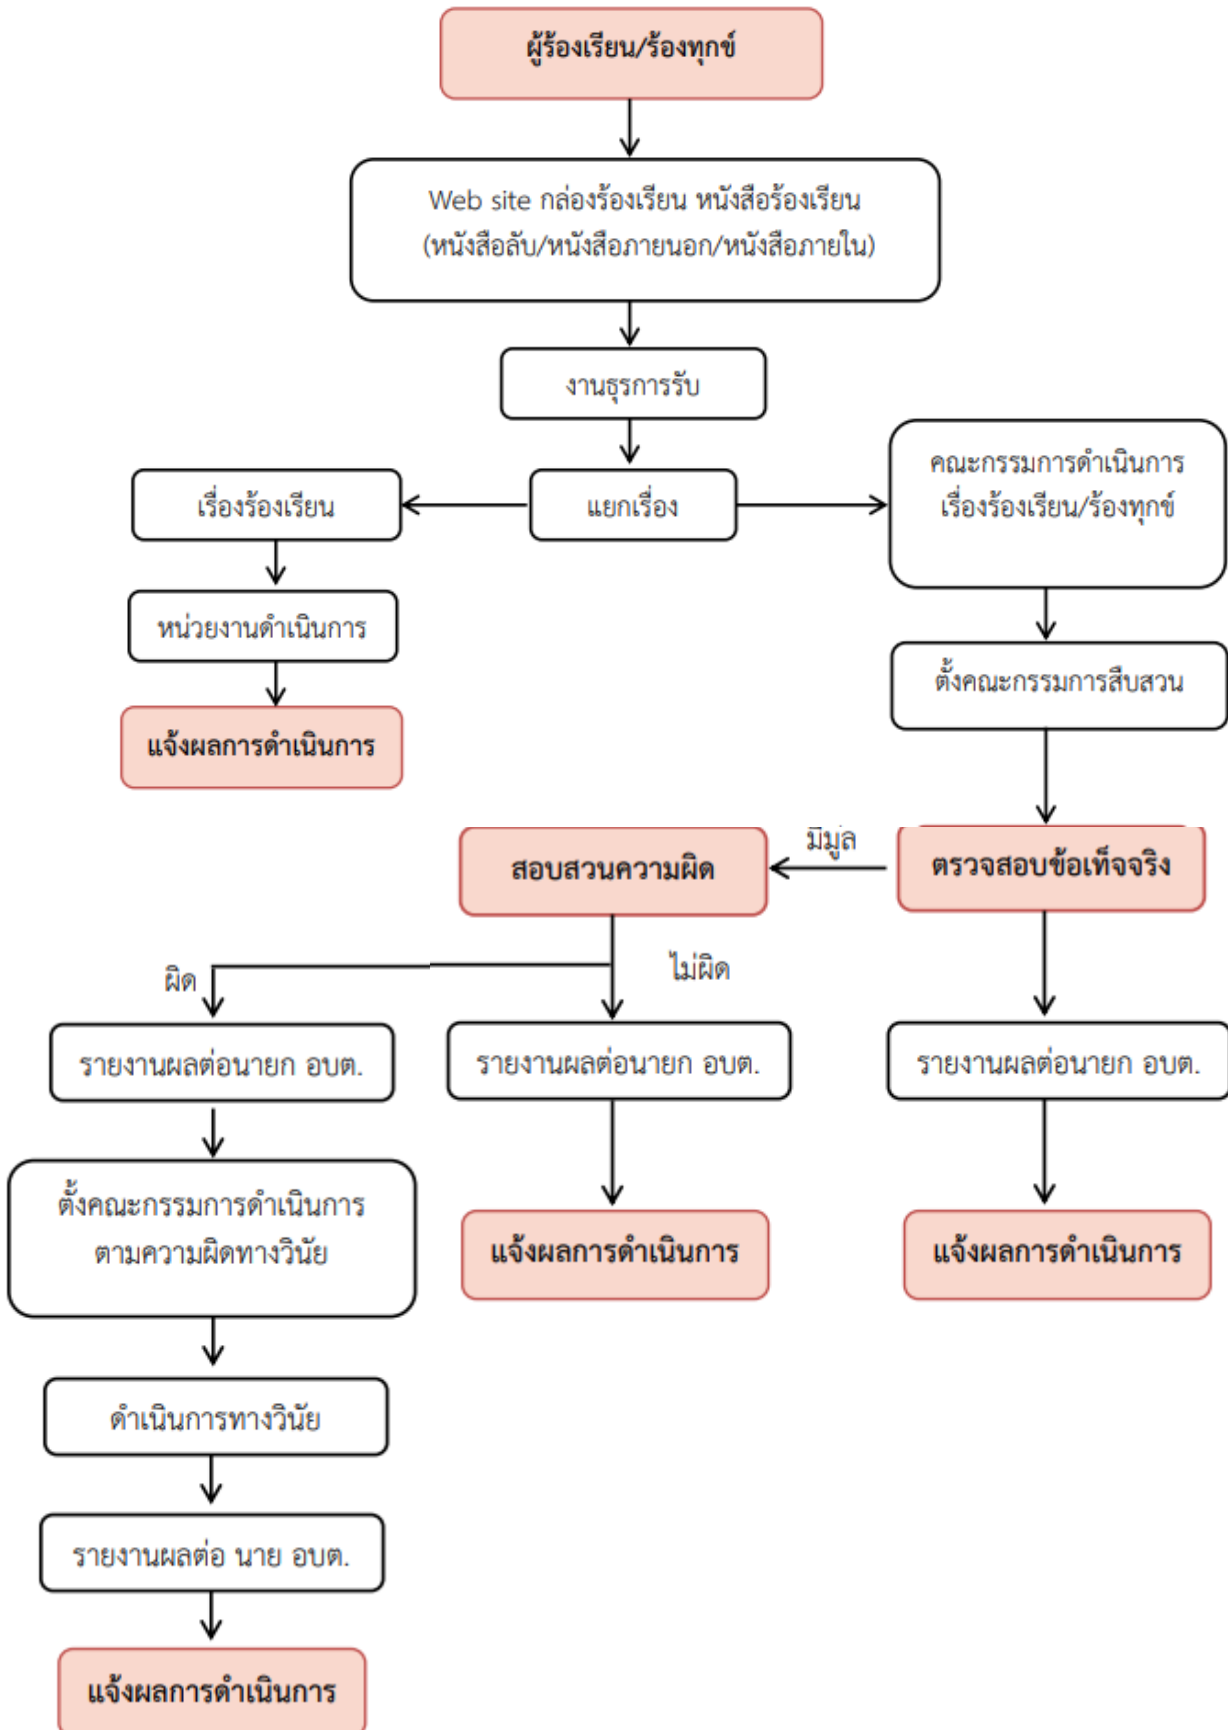 ผู้ร้องเรียน/ร้องทุกข์
Web site กล่องร้องเรียน หนังสือร้องเรียน
(หนังสือลับ/หนังสือภายนอก/หนังสือภายใน)
งานธุรการรับ
แยกเรื่อง
เรื่องร้องเรียน
หน่วยงานดำเนินการ
แจ้งผลการดำเนินการ
คณะกรรมการดำเนินการ
เรื่องร้องเรียน/ร้องทุกข์
ตั้งคณะกรรมการสืบสวน
ตรวจสอบข้อเท็จจริง
มีมูล
สอบสวนความผิด
ผิด
ไม่ผิด
รายงานผลต่อนายก อบต.
รายงานผลต่อนายก อบต.
รายงานผลต่อนายก อบต.
ตั้งคณะกรรมการดำเนินการ
ตามความผิดทางวินัย
แจ้งผลการดำเนินการ
แจ้งผลการดำเนินการ
ดำเนินการทางวินัย
รายงานผลต่อ นาย อบต.
แจ้งผลการดำเนินการ